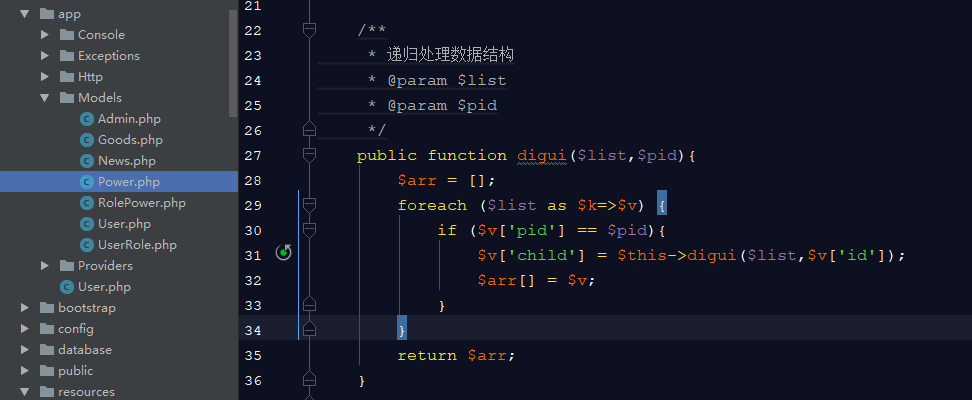 app
Console
Exceptions
Http
Models
Admin.php
Goods.php
News.php
Power.php
RolePower.php
User.php
UserRole.php
Providers
User.php
bootstrap
config
database
public
resources
21
22 /**
23 * 递归处理数据结构
24 * @param $list
25 * @param $pid
26 */
27 public function digui($list,$pid){
28 $arr = [];
29 foreach ($list as $k=>$v) {
30 if ($v['pid'] == $pid){
31 $v['child'] = $this->digui($list,$v['id']);
32 $arr[] = $v;
33 }
34 }
35 return $arr;
36 }